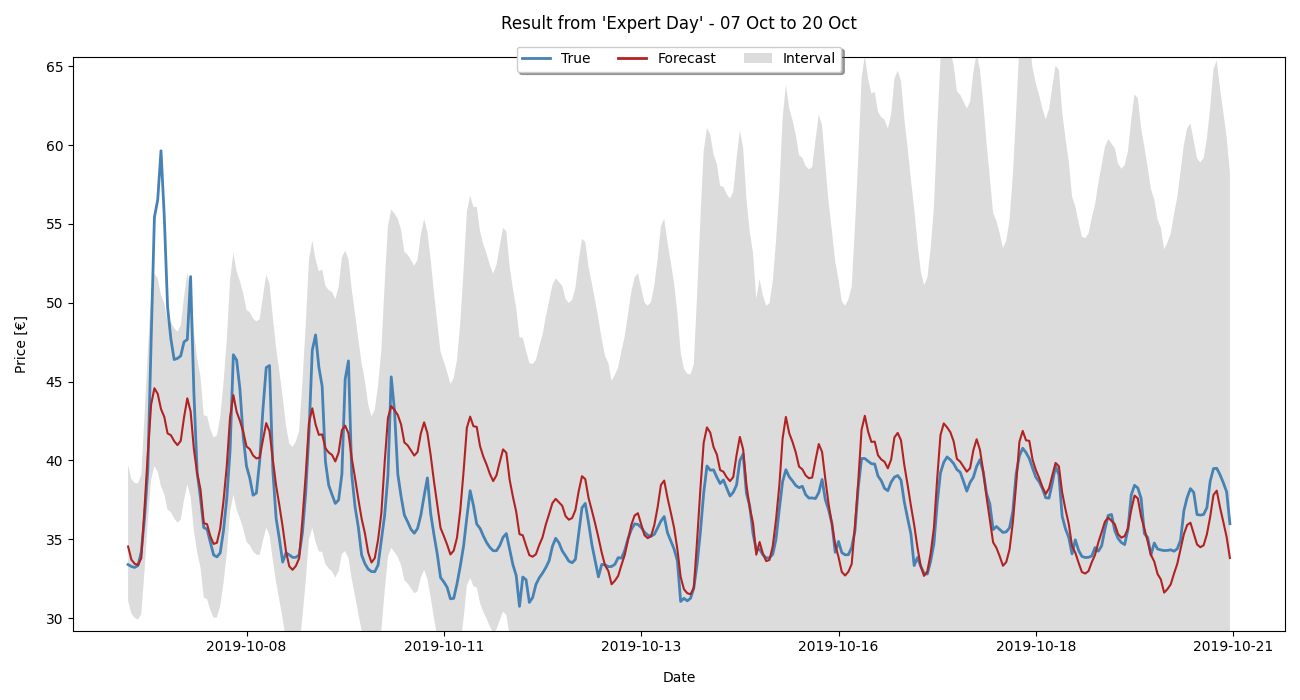 Result from 'Expert Day' - 07 Oct to 20 Oct
True Forecast Interval
65
60
55
50
45
40
35
30
Price [€]
2019-10-08 2019-10-11 2019-10-13 2019-10-16 2019-10-18 2019-10-21
Date